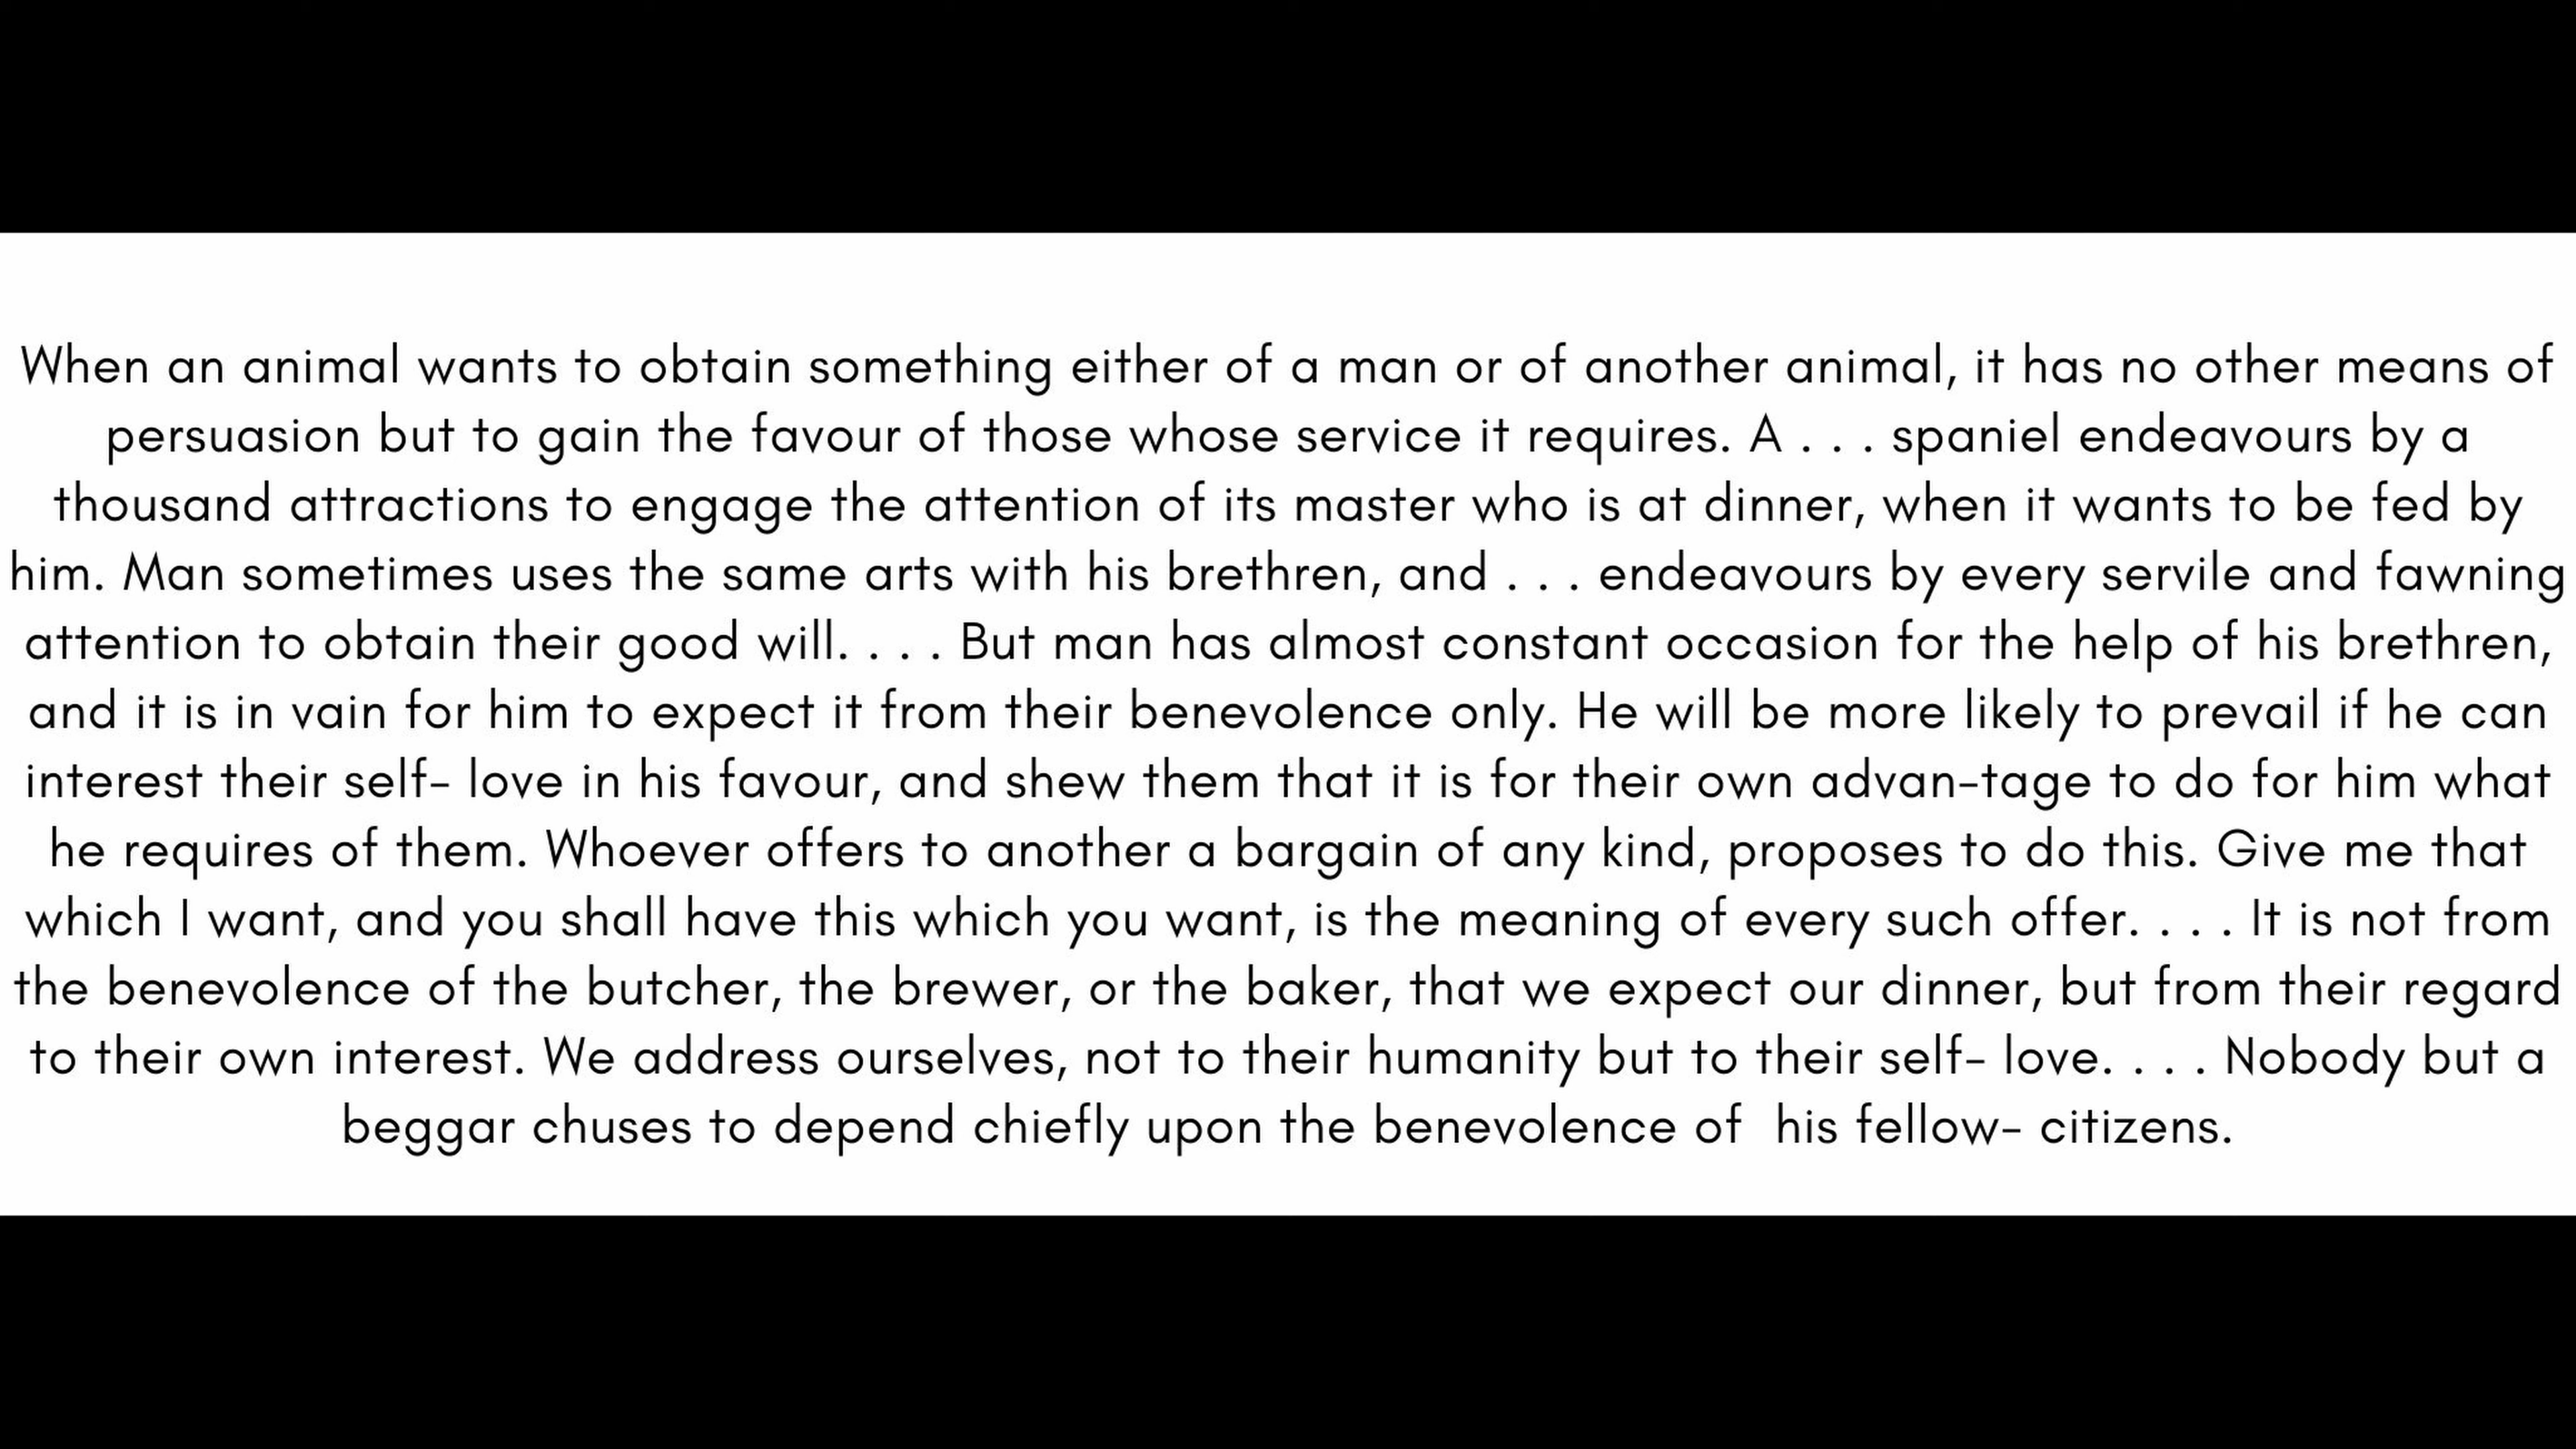 When an animal wants to obtain something either of a man or of another animal, it has no other means of
persuasion but to gain the favour of those whose service it requires. A . . . spaniel endeavours by a
thousand attractions to engage the attention of its master who is at dinner, when it wants to be fed by
him. Man sometimes uses the same arts with his brethren, and . . . endeavours by every servile and fawning
attention to obtain their good will. . . . But man has almost constant occasion for the help of his brethren,
and it is in vain for him to expect it from their benevolence only. He will be more likely to prevail if he can
interest their self- love in his favour, and shew them that it is for their own advan-tage to do for him what
he requires of them. Whoever offers to another a bargain of any kind, proposes to do this. Give me that
which I want, and you shall have this which you want, is the meaning of every such offer. . . . It is not from
the benevolence of the butcher, the brewer, or the baker, that we expect our dinner, but from their regard
to their own interest. We address ourselves, not to their humanity but to their self- love. . . . Nobody but a
beggar chuses to depend chiefly upon the benevolence of  his fellow- citizens.